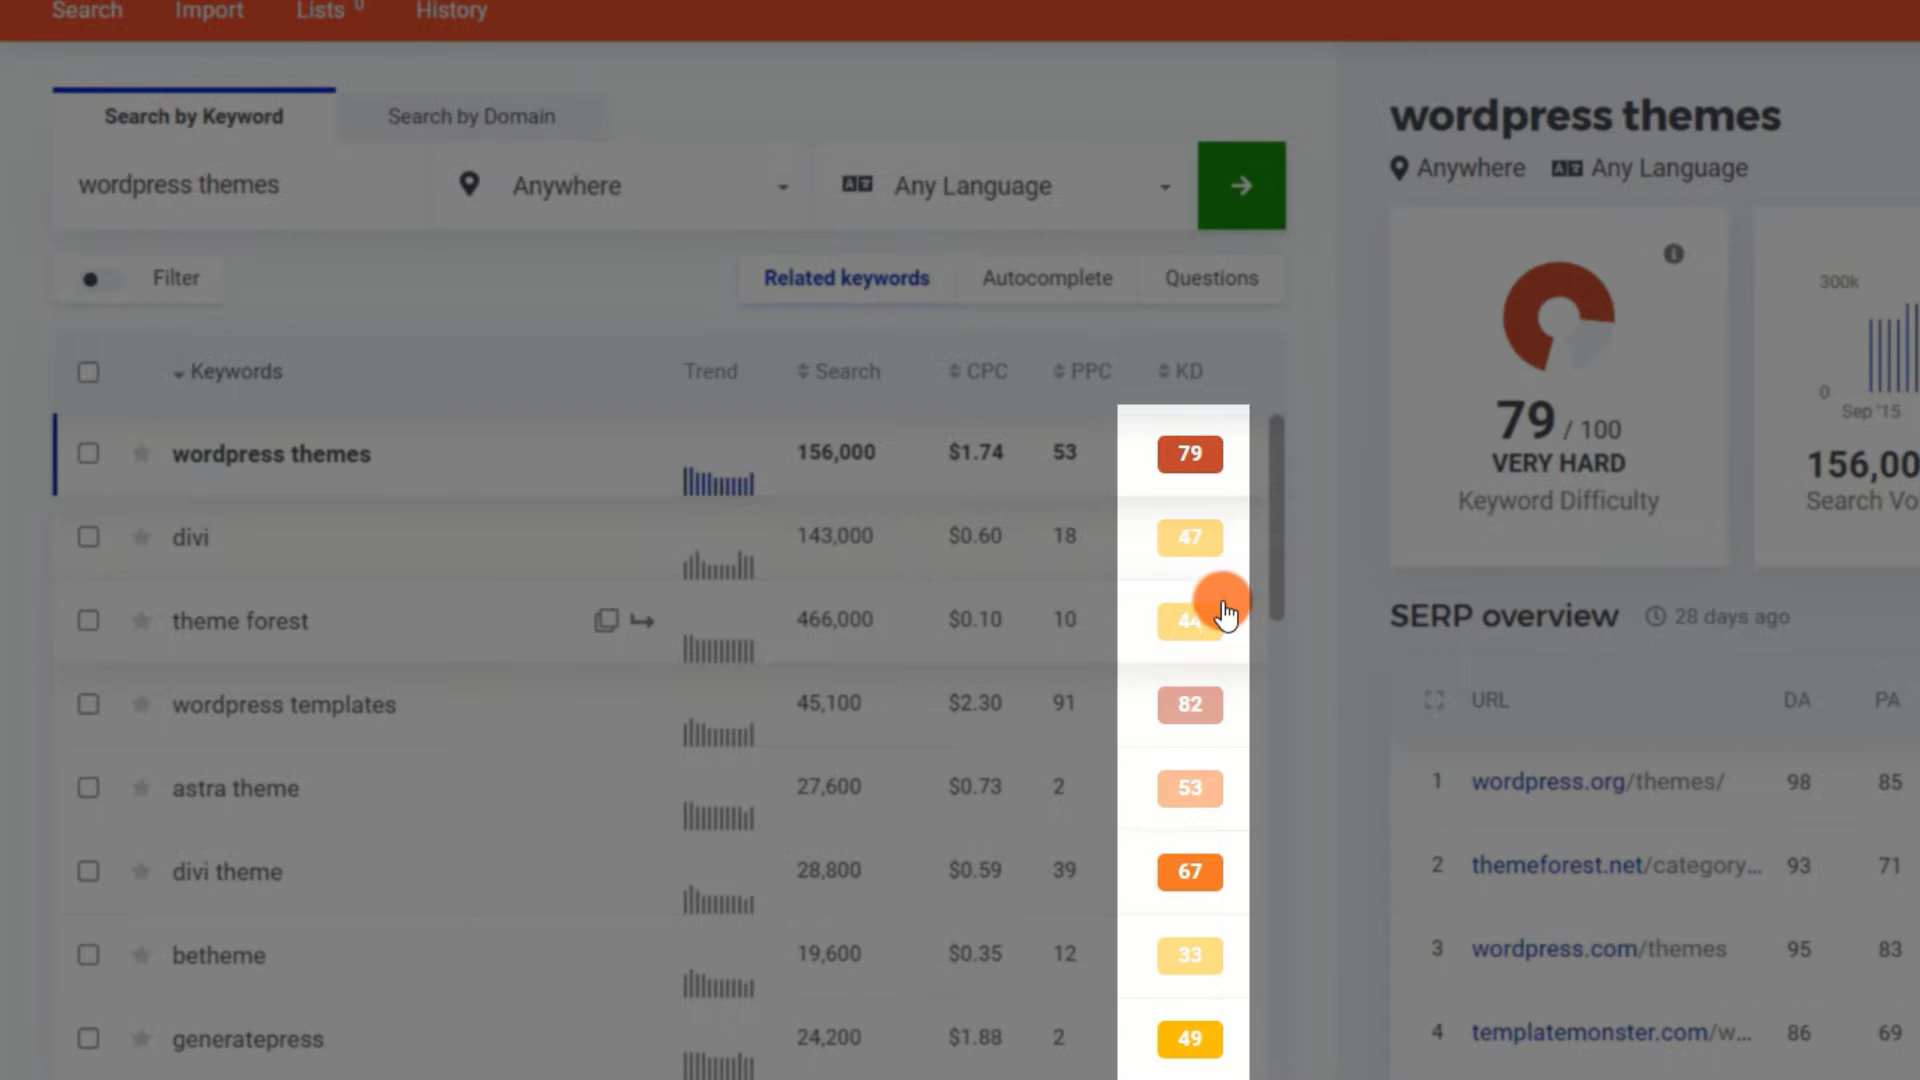 Search Import Lists 0 History
Search by Keyword Search by Domain
wordpress themes Anywhere Any Language
Filter Related keywords Autocomplete Questions
Keywords Trend Search CPC PPC KD
wordpress themes 156,000 $1.74 53 79
divi 143,000 $0.60 18 47
theme forest 466,000 $0.10 10 44
wordpress templates 45,100 $2.30 91 82
astra theme 27,600 $0.73 2 53
divi theme 28,800 $0.59 39 67
betheme 19,600 $0.35 12 33
generatepress 24,200 $1.88 2 49
wordpress themes
Anywhere Any Language
79 / 100
VERY HARD
Keyword Difficulty
300k
0
Sep '15
156,00
Search Vo
SERP overview 28 days ago
URL DA PA
1 wordpress.org/themes/ 98 85
2 themeforest.net/category... 93 71
3 wordpress.com/themes 95 83
4 templatemonster.com/w... 86 69